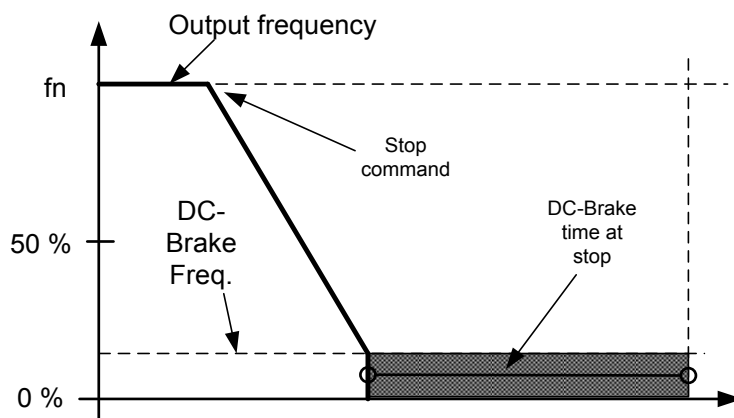 Output frequency
fn
Stop
command
DC-
Brake
Freq.
DC-Brake
time at
stop
50 %
0 %